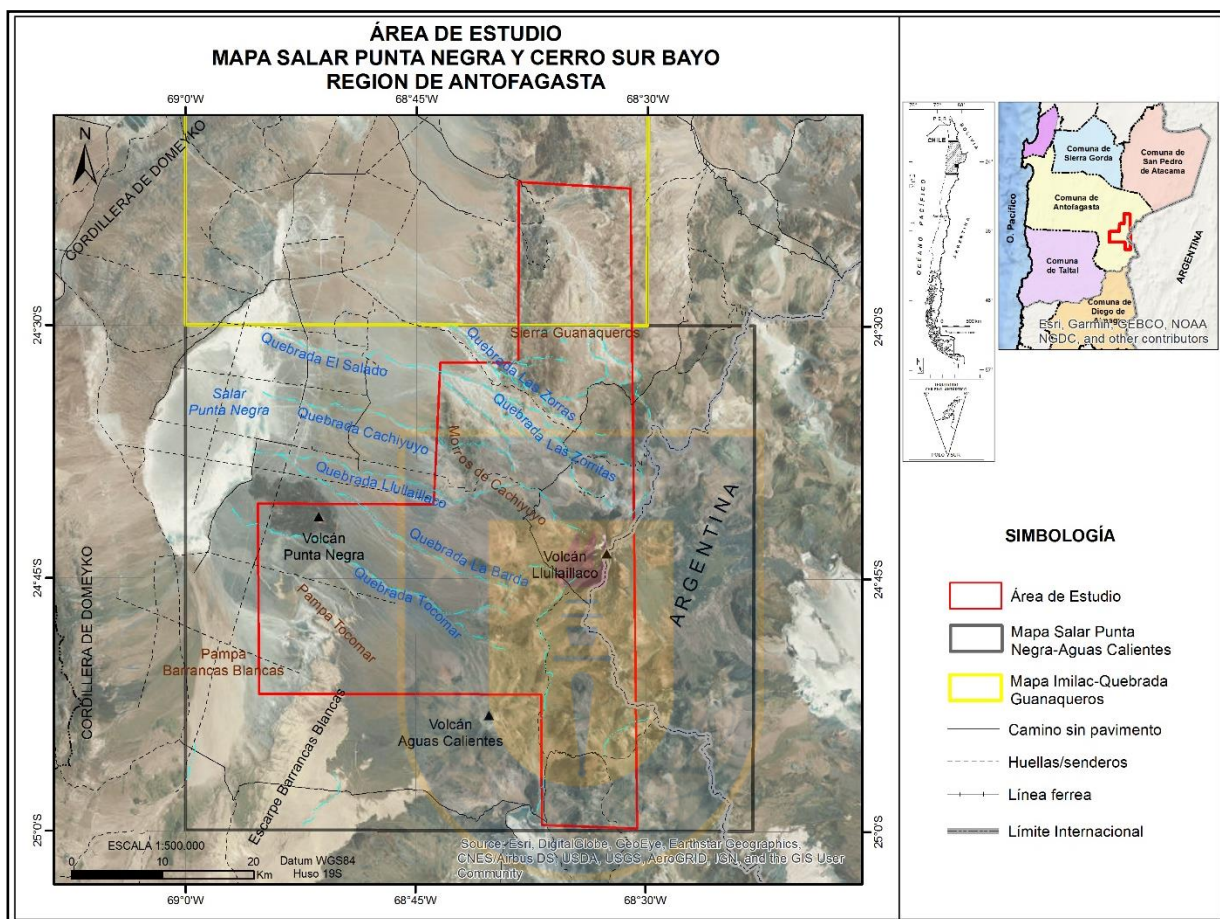 ÁREA DE ESTUDIO
MAPA SALAR PUNTA NEGRA Y CERRO SUR BAYO
REGION DE ANTOFAGASTA
69°0'W
68°45'W
68°30'W
N
CORDILLERA DE DOMEYKO
24°30'S
24°30'S
Sierra Guanaqueros
Quebrada El Salado
Quebrada Las Zorras
Salar
Punta Negra
Quebrada Cachiyuyo
Quebrada Las Zorritas
Morros de Cachiyuyo
Quebrada Llullaillaco
ARGENTINA
Volcán
Punta Negra
Volcán
Llullaillaco
Quebrada La Barda
24°45'S
24°45'S
Quebrada Tocomar
Pampa Tocomar
Pampa
Barrancas Blancas
CORDILLERA DE DOMEYKO
Volcán
Aguas Calientes
Escarpe Barrancas Blancas
25°0'S
25°0'S
ESCALA 1:500.000
0 10 20
Km
Datum WGS84
Huso 19S
Source: Esri, DigitalGlobe, GeoEye, Earthstar Geographics,
CNES/Airbus DS, USDA, USGS, AeroGRID, IGN, and the GIS User
Community
69°0'W
68°45'W
68°30'W
CHILE
BOLIVIA
OCEANO PACÍFICO
ARGENTINA
POLO SUR
O. Pacífico
Comuna de
Sierra Gorda
Comuna de
San Pedro
de Atacama
Comuna de
Antofagasta
Comuna
de Taltal
ARGENTINA
Comuna de
Diego de
Esri, Garmin, GEBCO, NOAA
NGDC, and other contributors
SIMBOLOGÍA
Área de Estudio
Mapa Salar Punta
Negra-Aguas Calientes
Mapa Imilac-Quebrada
Guanaqueros
Camino sin pavimento
Huellas/senderos
Línea ferrea
Límite Internacional